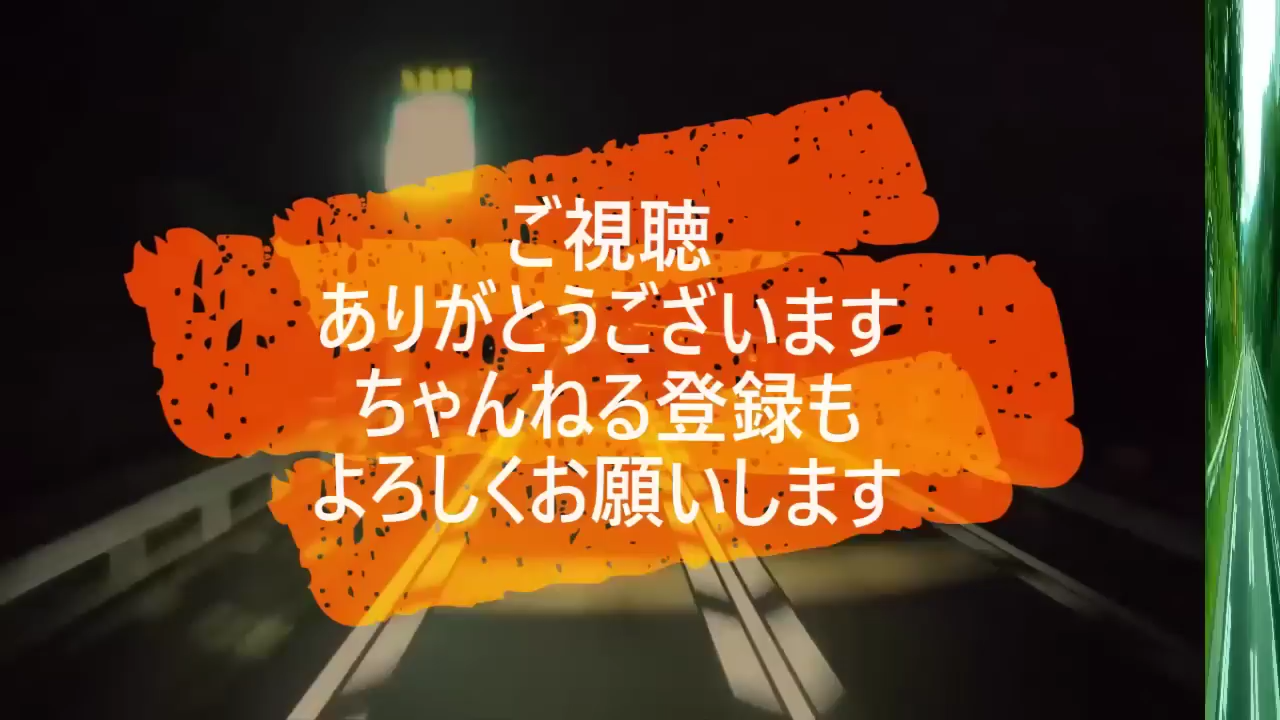 ご視聴
ありがとうございます
ちゃんねる登録も
よろしくお願いします